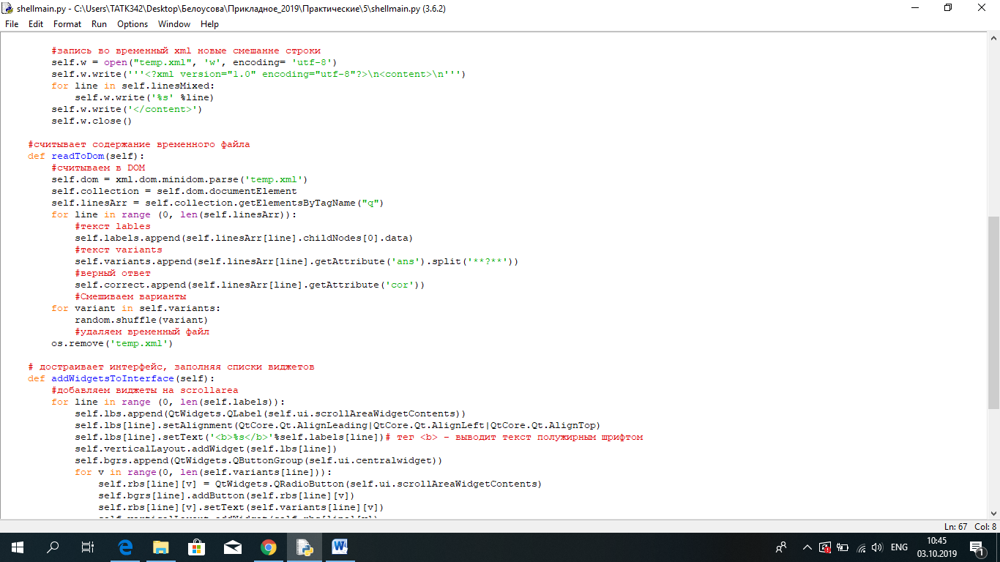 shellmain.py - C:\Users\TATK342\Desktop\Белоусова\Прикладное_2019\Практические\5\shellmain.py (3.6.2)
File Edit Format Run Options Window Help
#запись во временный xml новые смешанне строки
self.w = open("temp.xml", 'w', encoding= 'utf-8')
self.w.write('''<?xml version="1.0" encoding="utf-8"?>\n<content>\n''')
for line in self.linesMixed:
self.w.write('%s' %line)
self.w.write('</content>')
self.w.close()
#считывает содержание временного файла
def readToDom(self):
#считываем в DOM
self.dom = xml.dom.minidom.parse('temp.xml')
self.collection = self.dom.documentElement
self.linesArr = self.collection.getElementsByTagName("q")
for line in range (0, len(self.linesArr)):
#текст lables
self.labels.append(self.linesArr[line].childNodes[0].data)
#текст variants
self.variants.append(self.linesArr[line].getAttribute('ans').split('**?**'))
#верный ответ
self.correct.append(self.linesArr[line].getAttribute('cor'))
#Смешиваем варианты
for variant in self.variants:
random.shuffle(variant)
#удаляем временный файл
os.remove('temp.xml')
# достраивает интерфейс, заполняя списки виджетов
def addWidgetsToInterface(self):
#добавляем виджеты на scrollarea
for line in range (0, len(self.labels)):
self.lbs.append(QtWidgets.QLabel(self.ui.scrollAreaWidgetContents))
self.lbs[line].setAlignment(QtCore.Qt.AlignLeading|QtCore.Qt.AlignLeft|QtCore.Qt.AlignTop)
self.lbs[line].setText('<b>%s</b>'%self.labels[line])# тег <b> - выводит текст полужирным шрифтом
self.verticalLayout.addWidget(self.lbs[line])
self.bgrs.append(QtWidgets.QButtonGroup(self.ui.centralwidget))
for v in range(0, len(self.variants[line])):
self.rbs[line][v] = QtWidgets.QRadioButton(self.ui.scrollAreaWidgetContents)
self.bgrs[line].addButton(self.rbs[line][v])
self.rbs[line][v].setText(self.variants[line][v])
self.verticalLayout.addWidget(self.rbs[line][v])
Ln: 67 Col: 8
ENG
10:45
03.10.2019
1